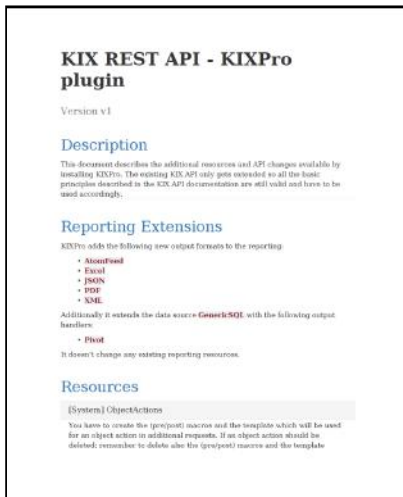 KIX REST API - KIXPro
plugin
Version v1
Description
This document describes the additional resources and API changes available by
installing KIXPro. The existing KIX API only gets extended so all the basic
principles described in the KIX API documentation are still valid and have to be
used accordingly.
Reporting Extensions
KIXPro adds the following new output formats to the reporting:
• AtomFeed
• Excel
• JSON
• PDF
• XML
Additionally it extends the data source GenericSQL with the following output
handlers:
• Pivot
It doesn't change any existing reporting resources.
Resources
[System] ObjectActions
You have to create the (pre/post) macros and the template which will be used
for an object action in additional requests. If an object action should be
deleted: remember to delete also the (pre/post) macros and the template